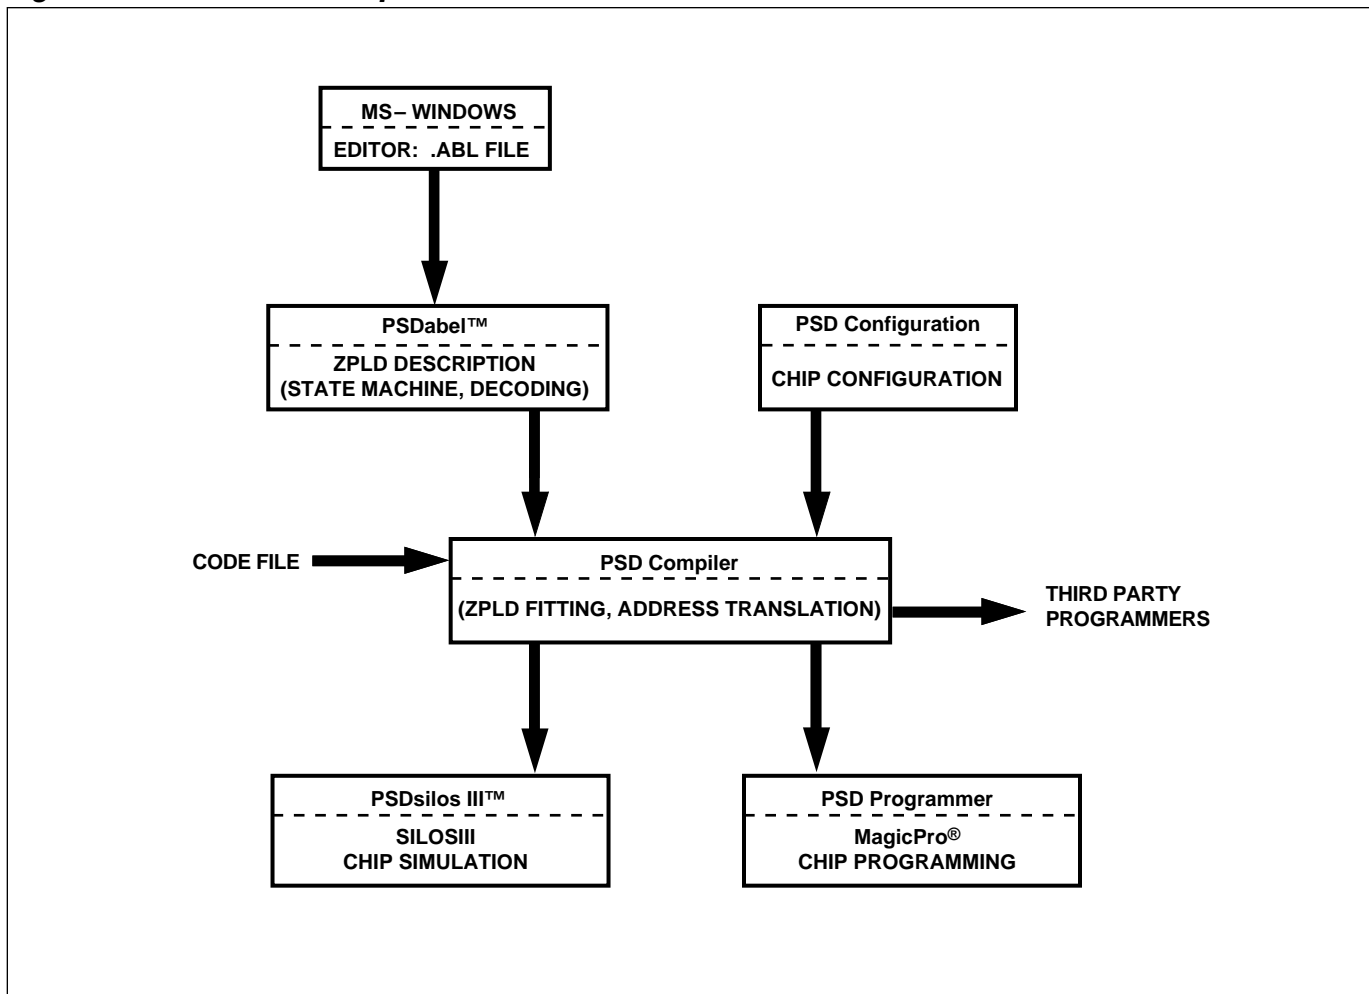 MS– WINDOWS
EDITOR: .ABL FILE
PSDabel™
ZPLD DESCRIPTION
(STATE MACHINE, DECODING)
PSD Configuration
CHIP CONFIGURATION
CODE FILE
PSD Compiler
(ZPLD FITTING, ADDRESS TRANSLATION)
THIRD PARTY
PROGRAMMERS
PSDsilos III™
SILOSIII
CHIP SIMULATION
PSD Programmer
MagicPro®
CHIP PROGRAMMING